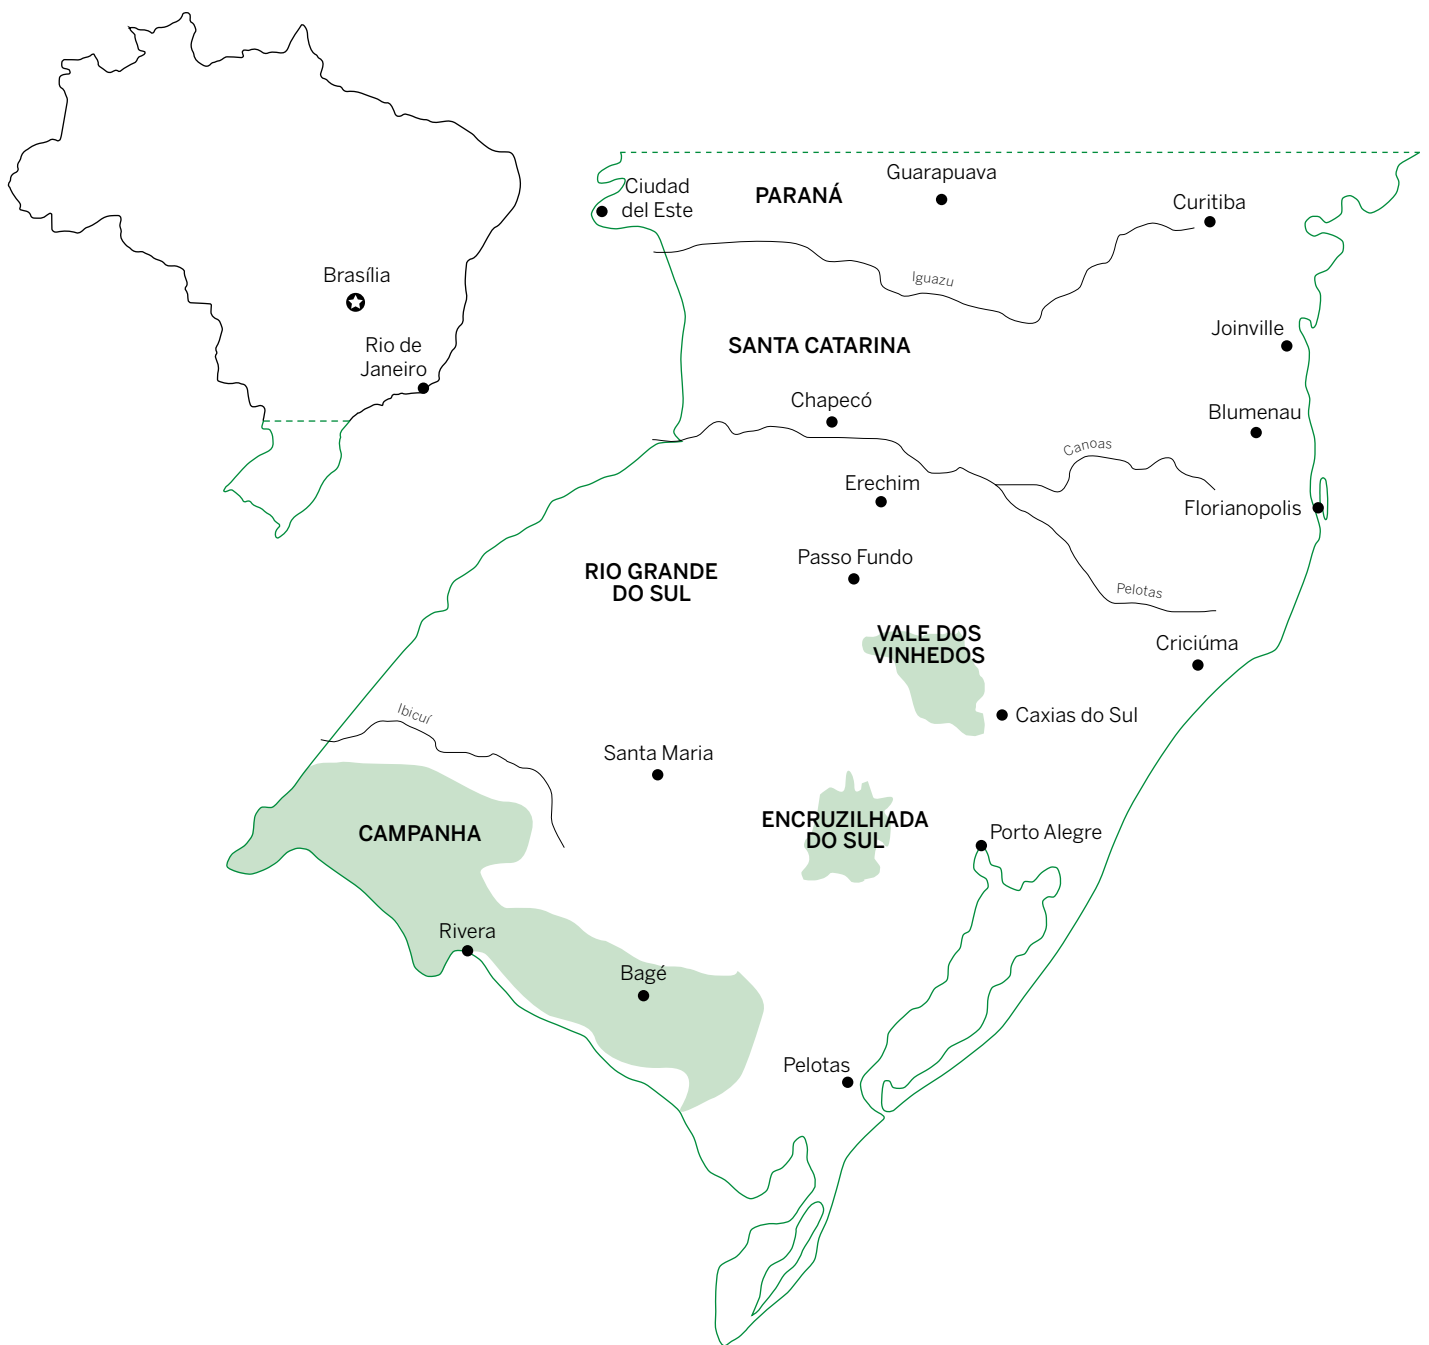 Brasília
Rio de
Janeiro
Ciudad
del Este
PARANÁ
Guarapuava
Curitiba
Iguazu
Joinville
SANTA CATARINA
Chapecó
Blumenau
Canoas
Erechim
Florianopolis
Passo Fundo
RIO GRANDE
DO SUL
Pelotas
VALE DOS
VINHEDOS
Criciúma
Caxias do Sul
Ibicuí
Santa Maria
ENCRUZILHADA
DO SUL
Porto Alegre
CAMPANHA
Rivera
Bagé
Pelotas